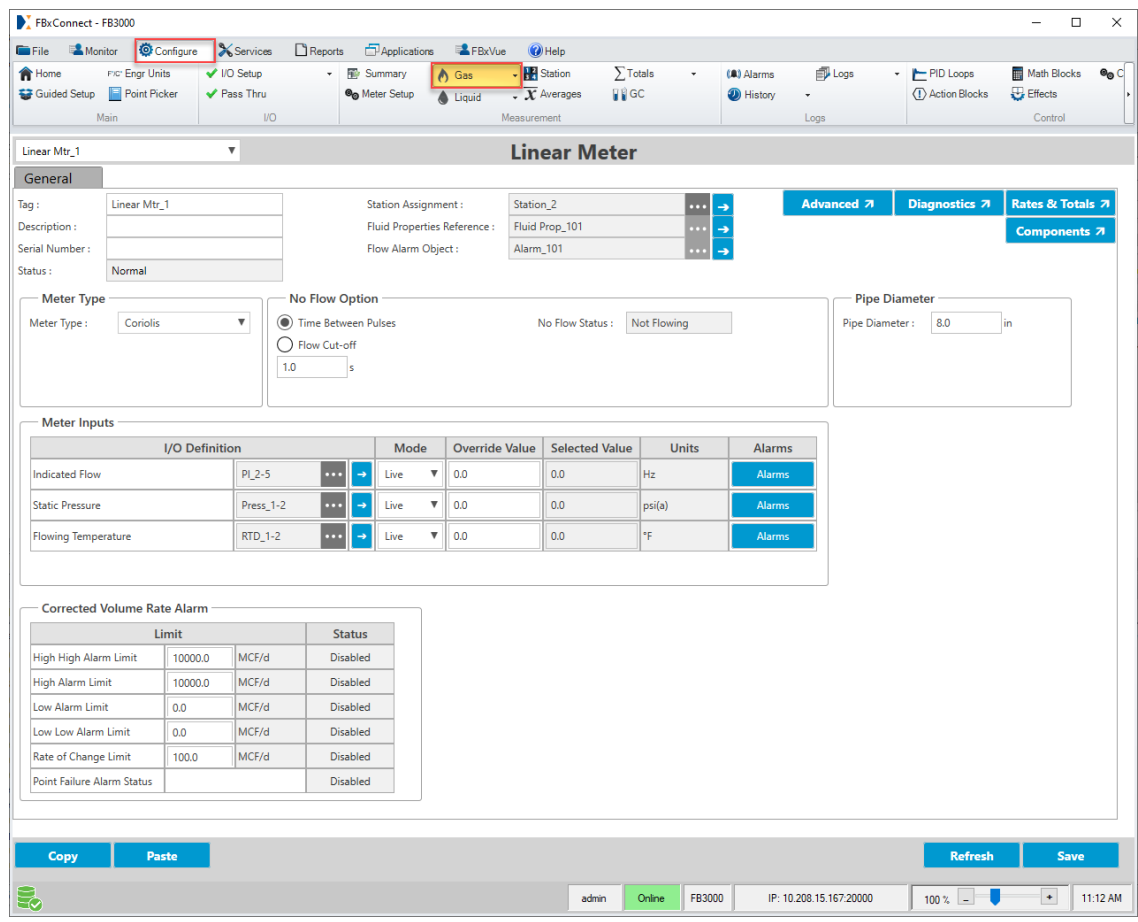 FBxConnect - FB3000
File Monitor Configure Services Reports Applications FBxVue Help
Home Engr Units I/O Setup Summary Gas Station Totals Alarms Logs PID Loops Math Blocks C
Guided Setup Point Picker Pass Thru Meter Setup Liquid Averages GC History Action Blocks Effects
Main I/O Measurement Logs Control
Linear Mtr_1 Linear Meter
General
Tag : Linear Mtr_1 Station Assignment : Station_2 ... Advanced Diagnostics Rates & Totals
Description : Fluid Properties Reference : Fluid Prop_101 ... Components
Serial Number : Flow Alarm Object : Alarm_101 ...
Status : Normal
Meter Type No Flow Option Pipe Diameter
Meter Type : Coriolis Time Between Pulses No Flow Status : Not Flowing Pipe Diameter : 8.0 in
Flow Cut-off
1.0 s
Meter Inputs
I/O Definition Mode Override Value Selected Value Units Alarms
Indicated Flow PI_2-5 ... Live 0.0 0.0 Hz Alarms
Static Pressure Press_1-2 ... Live 0.0 0.0 psi(a) Alarms
Flowing Temperature RTD_1-2 ... Live 0.0 0.0 °F Alarms
Corrected Volume Rate Alarm
Limit Status
High High Alarm Limit 10000.0 MCF/d Disabled
High Alarm Limit 10000.0 MCF/d Disabled
Low Alarm Limit 0.0 MCF/d Disabled
Low Low Alarm Limit 0.0 MCF/d Disabled
Rate of Change Limit 100.0 MCF/d Disabled
Point Failure Alarm Status Disabled
Copy Paste Refresh Save
admin Online FB3000 IP: 10.208.15.167:20000 100 % - + 11:12 AM